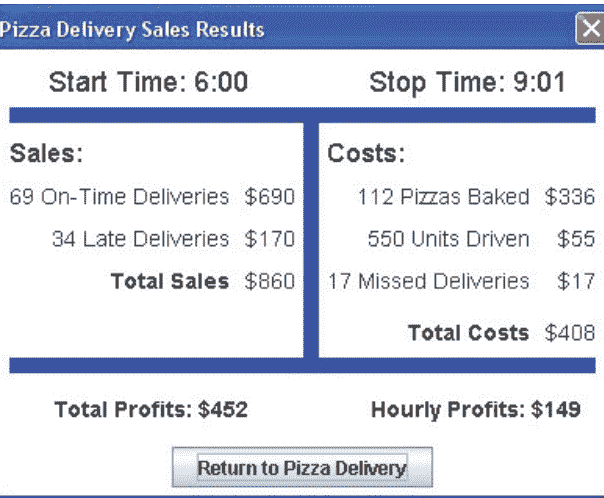 Pizza Delivery Sales Results
Start Time: 6:00
Stop Time: 9:01
Sales:
69 On-Time Deliveries $690
34 Late Deliveries $170
Total Sales $860
Costs:
112 Pizzas Baked $336
550 Units Driven $55
17 Missed Deliveries $17
Total Costs $408
Total Profits: $452
Hourly Profits: $149
Return to Pizza Delivery